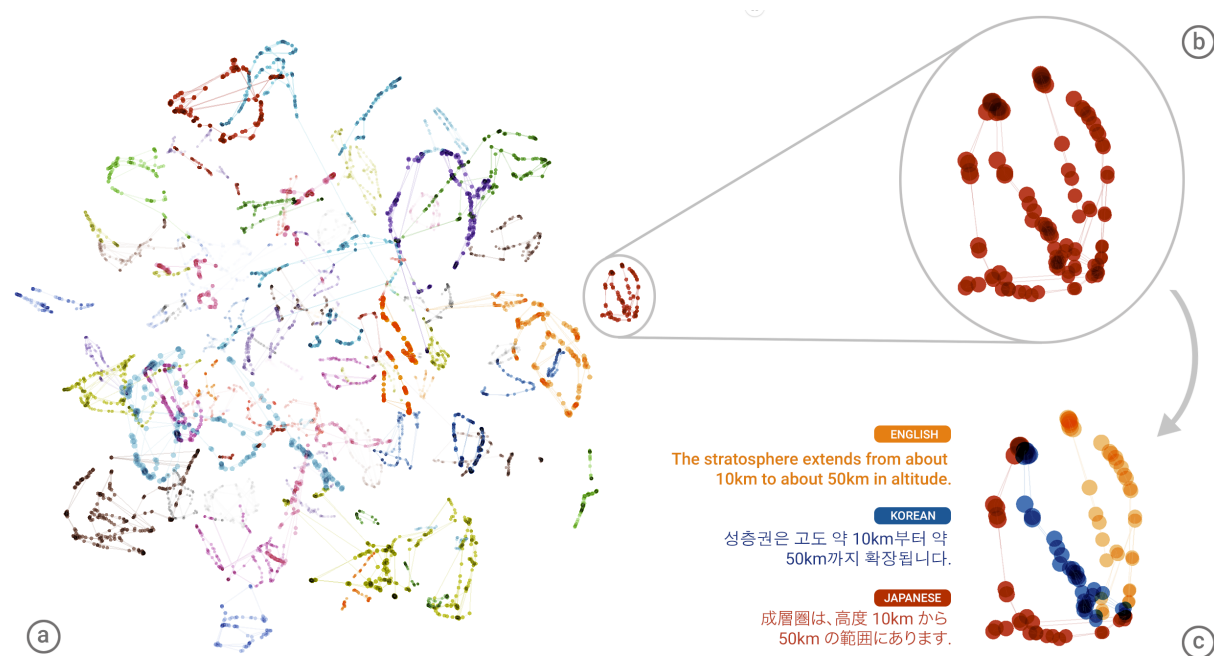 b
ENGLISH
The stratosphere extends from about
10km to about 50km in altitude.
KOREAN
성층권은 고도 약 10km부터 약
50km까지 확장됩니다.
JAPANESE
成層圏は、高度 10km から
50km の範囲にあります。
a
c